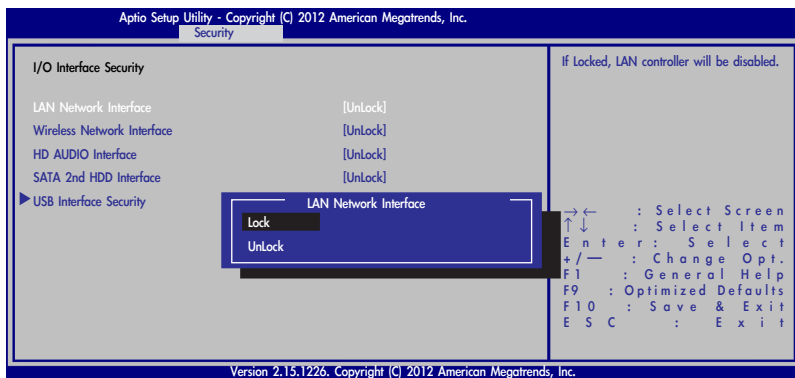 Aptio Setup Utility - Copyright (C) 2012 American Megatrends, Inc.
Security
I/O Interface Security
LAN Network Interface [UnLock]
Wireless Network Interface [UnLock]
HD AUDIO Interface [UnLock]
SATA 2nd HDD Interface [UnLock]
USB Interface Security
LAN Network Interface
Lock
UnLock
If Locked, LAN controller will be disabled.
→← : Select Screen
↑↓ : Select Item
Enter: Select
+/— : Change Opt.
F1 : General Help
F9 : Optimized Defaults
F10 : Save & Exit
ESC : Exit
Version 2.15.1226. Copyright (C) 2012 American Megatrends, Inc.